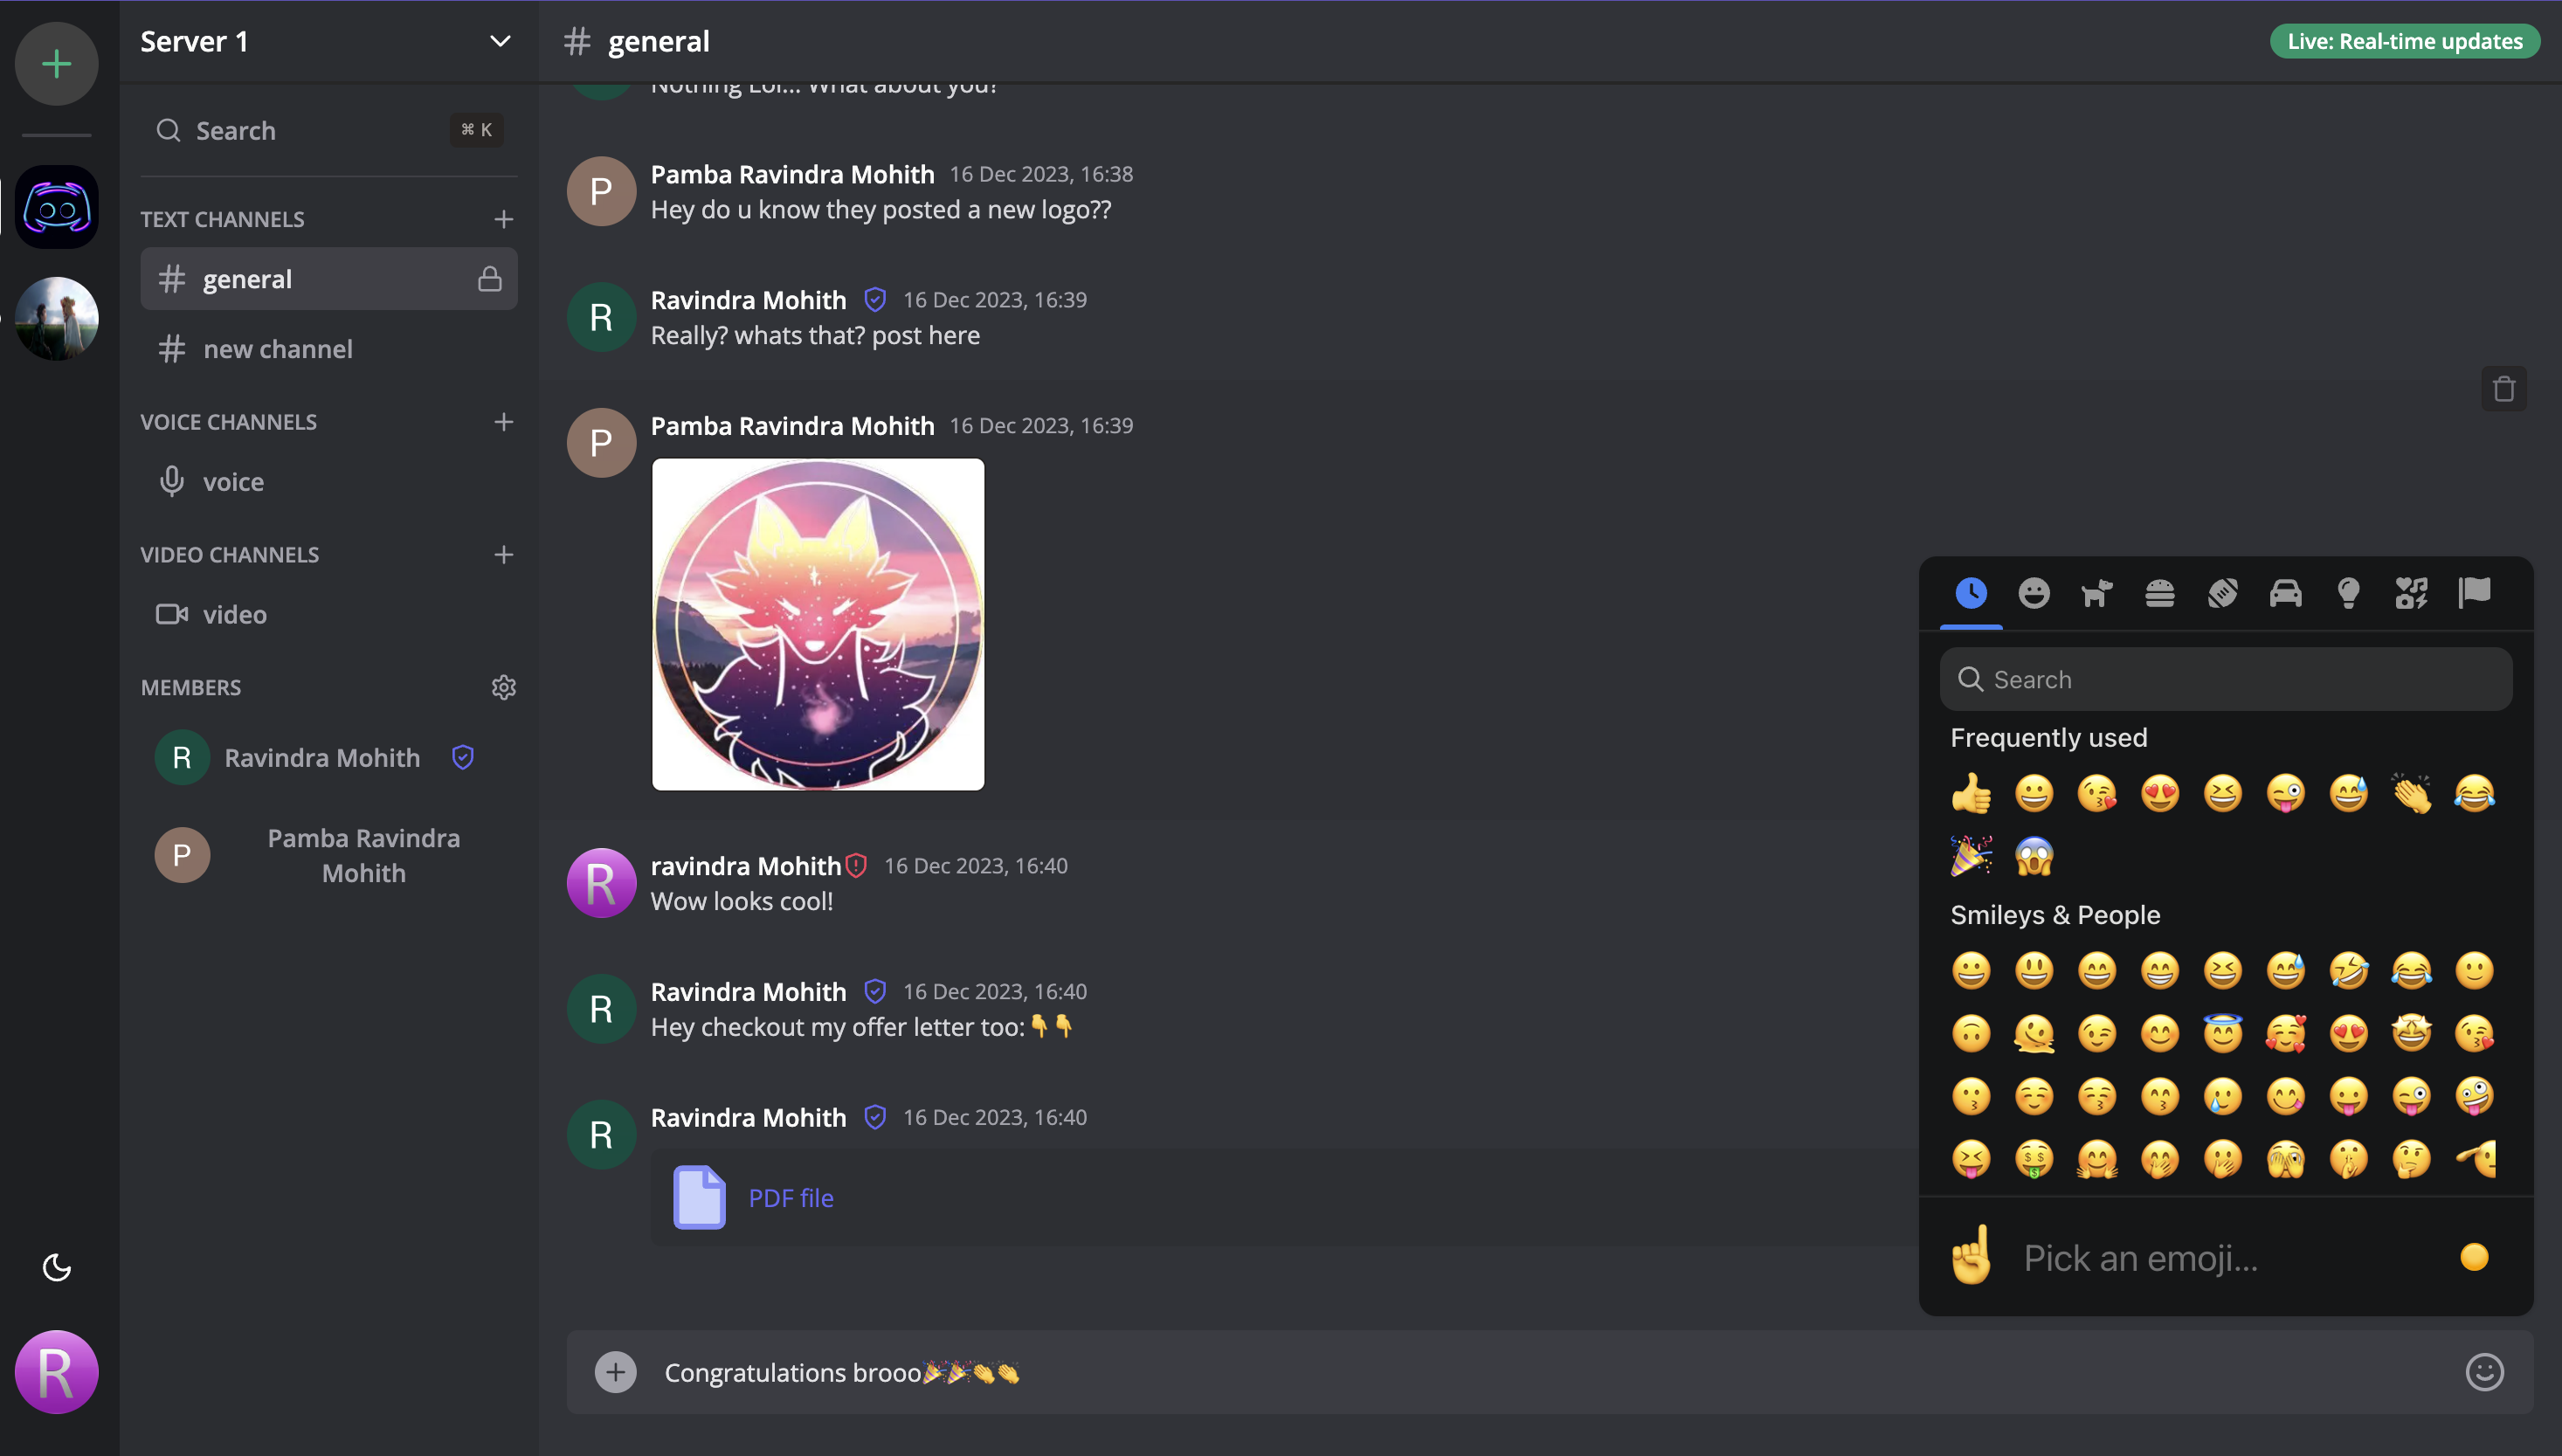 Server 1
Search
⌘ K
TEXT CHANNELS
general
new channel
VOICE CHANNELS
voice
VIDEO CHANNELS
video
MEMBERS
R
Ravindra Mohith
P
Pamba Ravindra
Mohith
R
# general
Live: Real-time updates
Nothing Lol... What about you?
P
Pamba Ravindra Mohith 16 Dec 2023, 16:38
Hey do u know they posted a new logo??
R
Ravindra Mohith 16 Dec 2023, 16:39
Really? whats that? post here
P
Pamba Ravindra Mohith 16 Dec 2023, 16:39
R
ravindra Mohith 16 Dec 2023, 16:40
Wow looks cool!
R
Ravindra Mohith 16 Dec 2023, 16:40
Hey checkout my offer letter too:👇👇
R
Ravindra Mohith 16 Dec 2023, 16:40
PDF file
Congratulations brooo🎉🎉👏👏
Search
Frequently used
Smileys & People
Pick an emoji...